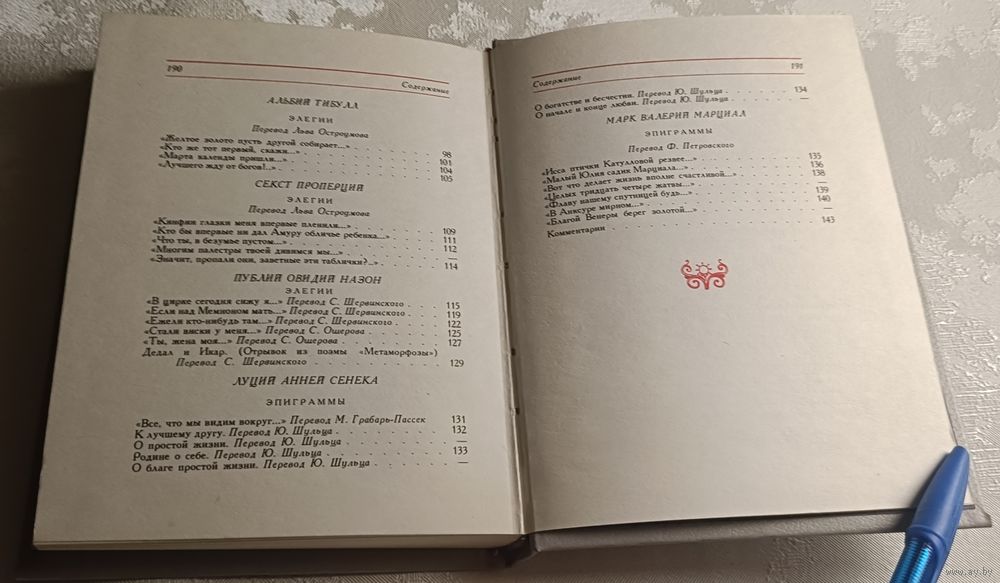 190
Содержание
АЛЬБИЙ ТИБУЛЛ
ЭЛЕГИИ
Перевод Льва Остроумова
«Желтое золото пусть другой собирает...» 98
«Кто же тот первый, скажи...» 101
«Марта календы пришли...» 104
«Лучшего жду от богов!..» 105
СЕКСТ ПРОПЕРЦИЙ
ЭЛЕГИИ
Перевод Льва Остроумова
«Кинфии глазки меня впервые пленили...» 109
«Кто бы впервые ни дал Амуру обличье ребенка...» 111
«Что ты, в безумье пустом...» 112
«Многим палестры твоей дивимся мы...» —
«Значит, пропали они, заветные эти таблички?..» 114
ПУБЛИЙ ОВИДИЙ НАЗОН
ЭЛЕГИИ
«В цирке сегодня сижу я...» Перевод С. Шервинского 115
«Если над Мемноном мать...» Перевод С. Шервинского 119
«Ежели кто-нибудь там...» Перевод С. Шервинского 122
«Стали виски у меня...» Перевод С. Ошерова 125
«Ты, жена моя...» Перевод С. Ошерова 127
Дедал и Икар. (Отрывок из поэмы «Метаморфозы»)
Перевод С. Шервинского 129
ЛУЦИЙ АННЕЙ СЕНЕКА
ЭПИГРАММЫ
«Все, что мы видим вокруг...» Перевод М. Грабарь-Пассек 131
К лучшему другу. Перевод Ю. Шульца 132
О простой жизни. Перевод Ю. Шульца —
Родине о себе. Перевод Ю. Шульца 133
О благе простой жизни. Перевод Ю. Шульца —
Содержание
191
О богатстве и бесчестии. Перевод Ю. Шульца 134
О начале и конце любви. Перевод Ю. Шульца —
МАРК ВАЛЕРИЙ МАРЦИАЛ
ЭПИГРАММЫ
Перевод Ф. Петровского
«Исса птички Катулловой резвее...» 135
«Малый Юлия садик Марциала...» 136
«Вот что делает жизнь вполне счастливой...» 138
«Целых тридцать четыре жатвы...» —
«Флаву нашему спутницей будь...» 139
«В Анксуре мирном...» 140
«Благой Венеры берег золотой...» —
Комментарии 143
www.ay.by